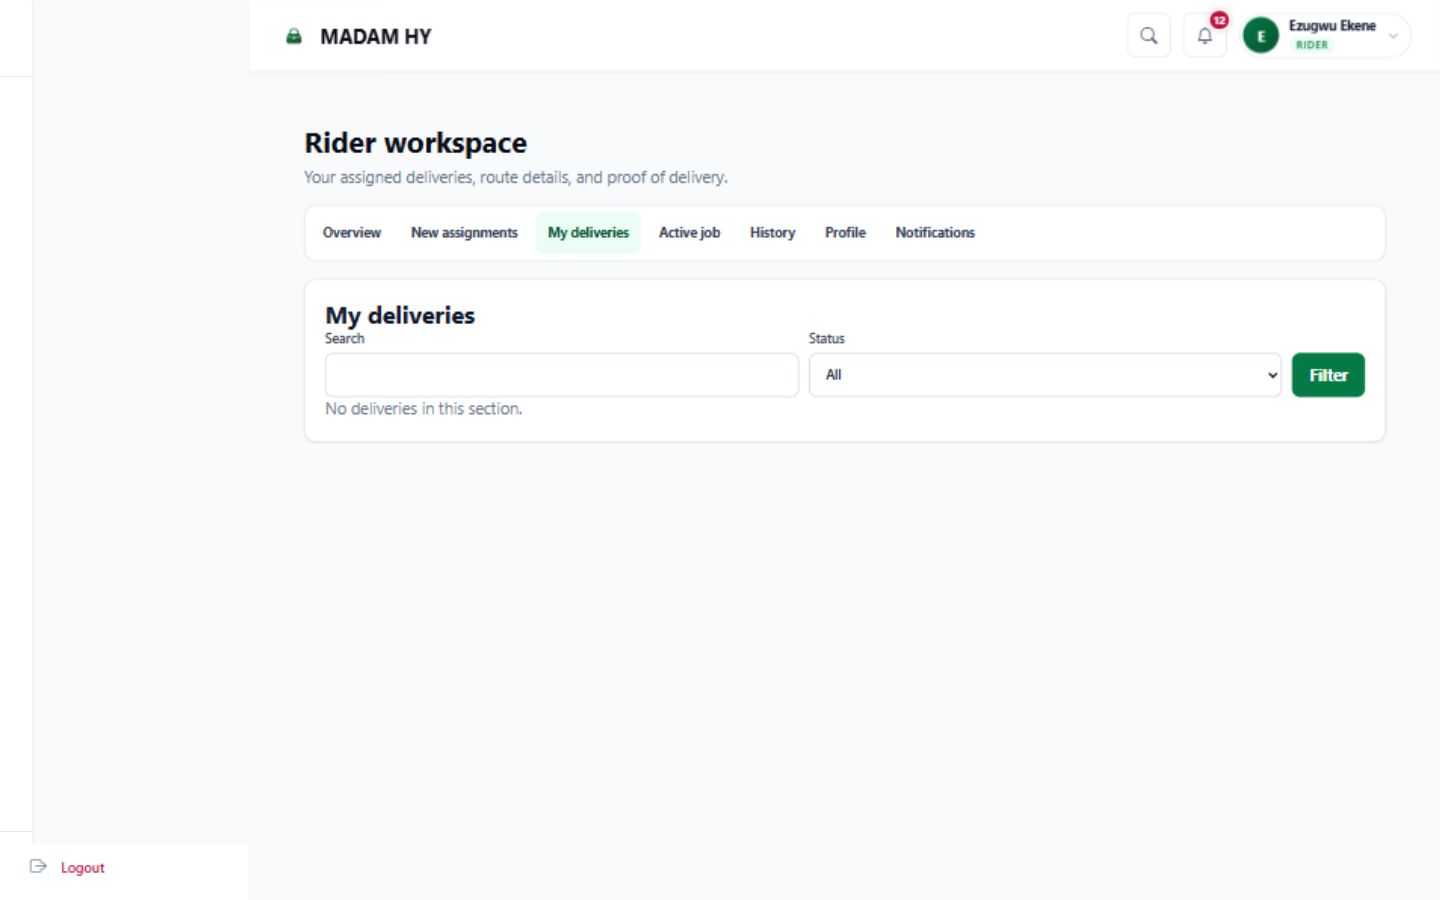 MADAM HY
12
E
Ezugwu Ekene
RIDER
Rider workspace
Your assigned deliveries, route details, and proof of delivery.
Overview New assignments My deliveries Active job History Profile Notifications
My deliveries
Search Status
All Filter
No deliveries in this section.
Logout